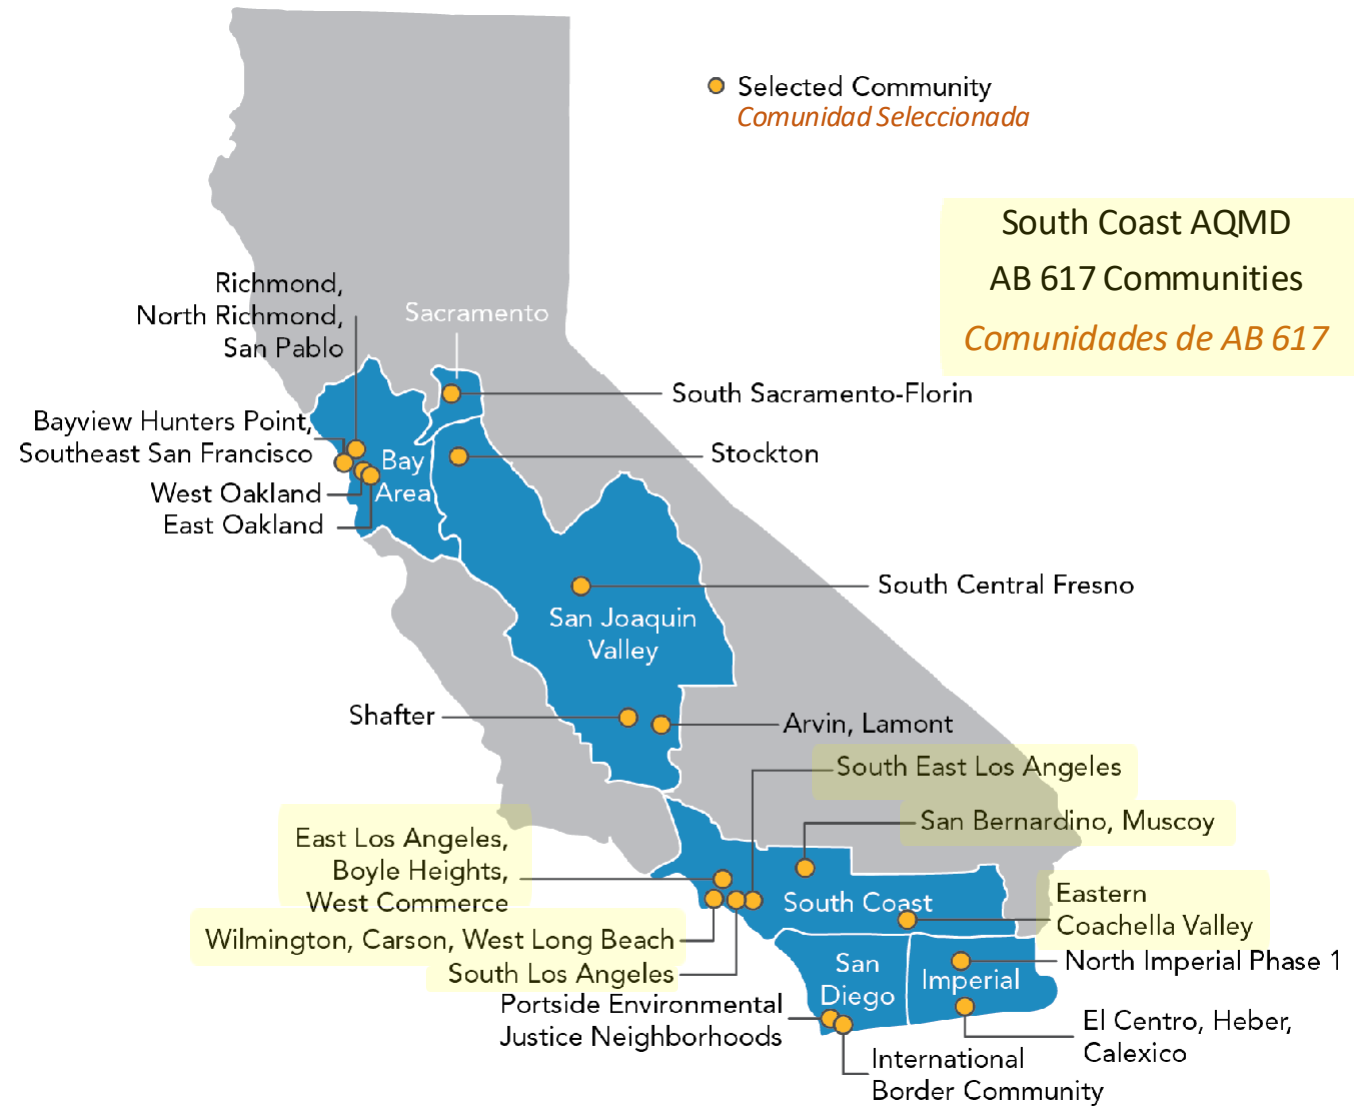 Selected Community
Comunidad Seleccionada
South Coast AQMD
AB 617 Communities
Comunidades de AB 617
Richmond,
North Richmond,
San Pablo
Sacramento
South Sacramento-Florin
Bayview Hunters Point,
Southeast San Francisco
Bay
Area
Stockton
West Oakland
East Oakland
South Central Fresno
San Joaquin
Valley
Shafter
Arvin, Lamont
South East Los Angeles
San Bernardino, Muscoy
East Los Angeles,
Boyle Heights,
West Commerce
South Coast
Eastern
Coachella Valley
Wilmington, Carson, West Long Beach
South Los Angeles
San
Diego
Imperial
North Imperial Phase 1
Portside Environmental
Justice Neighborhoods
El Centro, Heber,
Calexico
International
Border Community